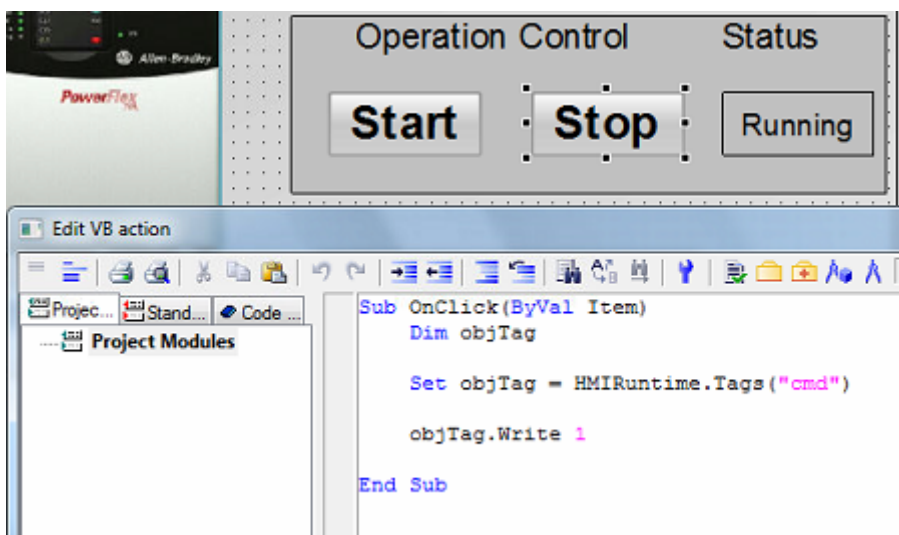 Operation Control Status
Allen-Bradley
PowerFlex
Start Stop Running
Edit VB action
Projec... Stand... Code ...
Project Modules
Sub OnClick(ByVal Item)
Dim objTag
Set objTag = HMIRuntime.Tags("cmd")
objTag.Write 1
End Sub